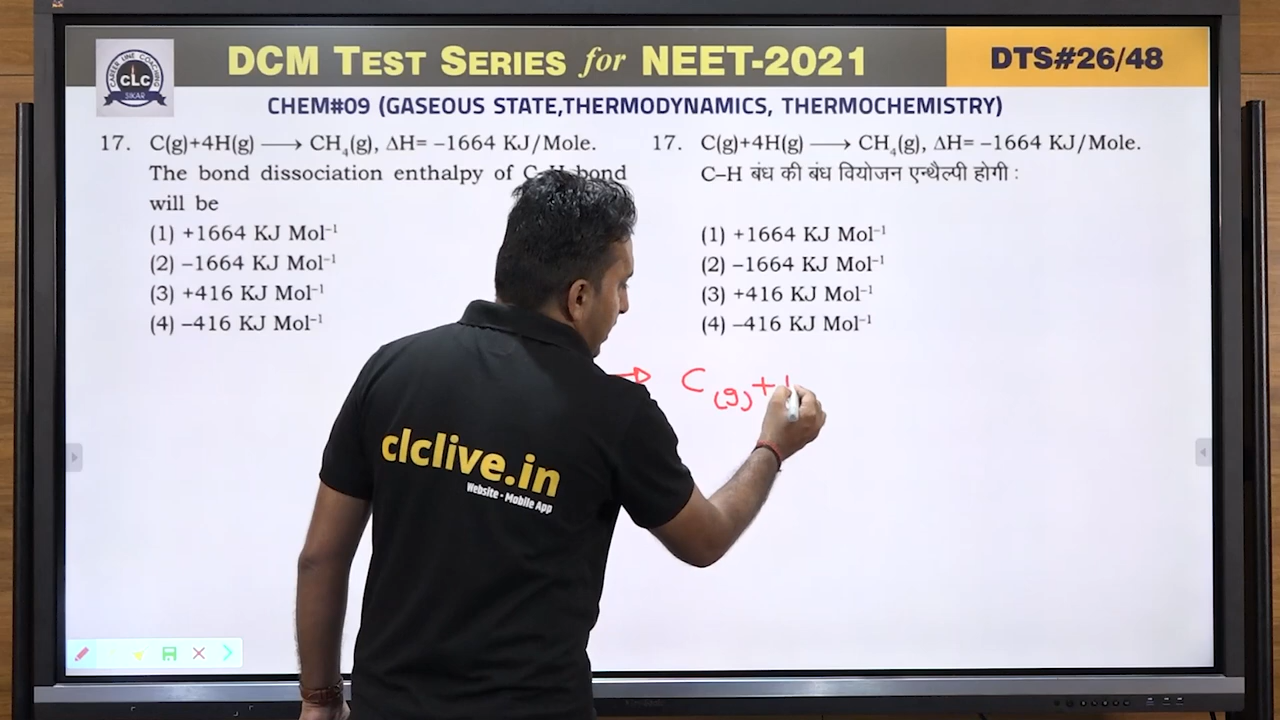 DCM TEST SERIES for NEET-2021
DTS#26/48
CAREER LINE COACHING
CLC
SIKAR
CHEM#09 (GASEOUS STATE,THERMODYNAMICS, THERMOCHEMISTRY)
17. C(g)+4H(g) ⟶ CH₄(g), ΔH= –1664 KJ/Mole.
The bond dissociation enthalpy of C–H bond
will be
(1) +1664 KJ Mol⁻¹
(2) –1664 KJ Mol⁻¹
(3) +416 KJ Mol⁻¹
(4) –416 KJ Mol⁻¹
17. C(g)+4H(g) ⟶ CH₄(g), ΔH= –1664 KJ/Mole.
C–H बंध की बंध वियोजन एन्थैल्पी होगी :
(1) +1664 KJ Mol⁻¹
(2) –1664 KJ Mol⁻¹
(3) +416 KJ Mol⁻¹
(4) –416 KJ Mol⁻¹
→ C(g)+
clclive.in
Website - Mobile App